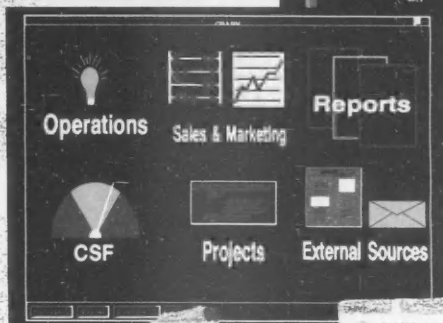 Operations
Sales & Marketing
Reports
CSF
Projects
External Sources